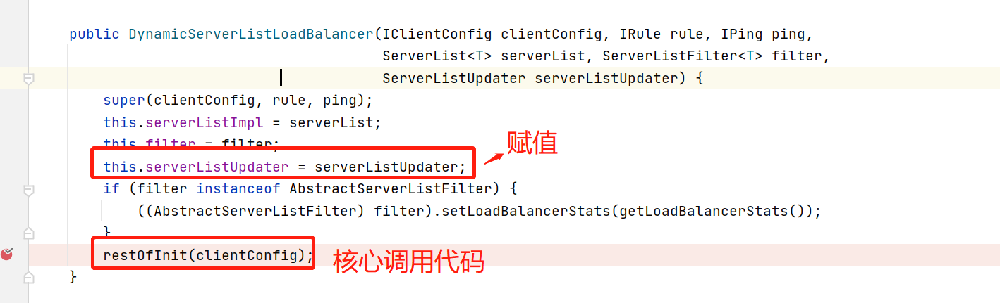 public DynamicServerListLoadBalancer(IClientConfig clientConfig, IRule rule, IPing ping,
ServerList<T> serverList, ServerListFilter<T> filter,
ServerListUpdater serverListUpdater) {
super(clientConfig, rule, ping);
this.serverListImpl = serverList;
this.filter = filter;
赋值
this.serverListUpdater = serverListUpdater;
if (filter instanceof AbstractServerListFilter) {
((AbstractServerListFilter) filter).setLoadBalancerStats(getLoadBalancerStats());
}
restOfInit(clientConfig);
核心调用代码
}